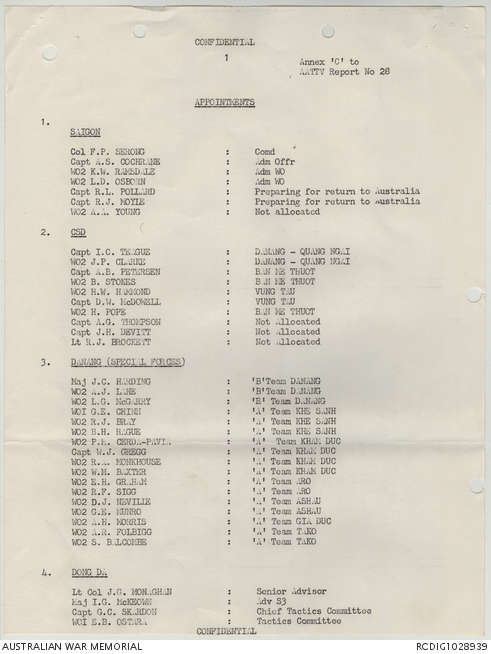 CONFIDENTIAL
1
Annex 'C' to
AATTV Report No 28
APPOINTMENTS
1.
SAIGON
Col F.P. SERONG : Comd
Capt A.S. COCHRANE : Adm Offr
WO2 K.W. RAMSDALE : Adm WO
WO2 L.D. OSBORN : Adm WO
Capt R.L. POLLARD : Preparing for return to Australia
Capt R.J. MOYLE : Preparing for return to Australia
WO2 A.A. YOUNG : Not allocated
2. CSD
Capt I.C. TEAGUE : DANANG - QUANG NGAI
WO2 J.P. CLARKE : DANANG - QUANG NGAI
Capt A.B. PETERSEN : BAN ME THUOT
WO2 B. STOKES : BAN ME THUOT
WO2 H.W. HAMMOND : VUNG TAU
Capt D.W. McDOWELL : VUNG TAU
WO2 H. POPE : BAN ME THUOT
Capt A.G. THOMPSON : Not Allocated
Capt J.H. DEVITT : Not Allocated
Lt R.J. BROCKETT : Not Allocated
3. DANANG (SPECIAL FORCES)
Maj J.C. HARDING : 'B'Team DANANG
WO2 A.J. LANE : 'B'Team DANANG
WO2 L.G. McGARRY : 'B' Team DANANG
WOI G.E. CHINN : 'A' Team KHE SANH
WO2 R.J. BRAY : 'A' Team KHE SANH
WO2 B.H. HAGUE : 'A' Team KHE SANH
WO2 CERDA-PAVIA : 'A' Team KHAM DUC
Capt W.J. GREGG : 'A' Team KHAM DUC
WO2 R.A. MONKHOUSE : 'A' Team KHAM DUC
WO2 W.M. BAXTER : 'A' Team KHAM DUC
WO2 E.H. GRAHAM : 'A' Team ARO
WO2 R.F. SIGG : 'A' Team ARO
WO2 D.J. NEVILLE : 'A' Team ASHAU
WO2 G.E. MUNRO : 'A' Team ASHAU
WO2 A.H. MORRIS : 'A' Team GIA DUC
WO2 A.R. FOLBIGG : 'A' Team TAKO
WO2 S. BALCOMBE : 'A' Team TAKO
4. DONG DA
Lt Col J.G. MONAGHAN : Senior Advisor
Maj I.G. McKEOWN : Adv S3
Capt G.C. SKARDON : Chief Tactics Committee
WOI E.B. OSTARA : Tactics Committee
CONFIDENTIAL
AUSTRALIAN WAR MEMORIAL
RCDIG1028939